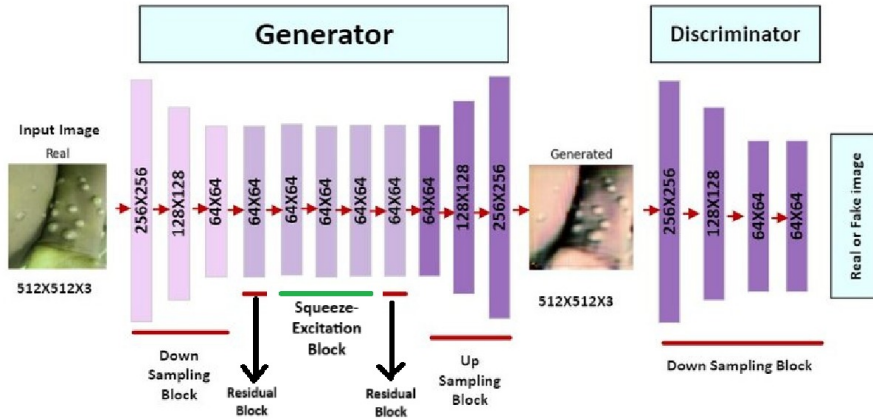 Generator
Discriminator
Input Image
Real
512X512X3
256X256
128X128
64X64
64X64
64X64
64X64
64X64
64X64
64X64
128X128
256X256
Generated
512X512X3
256X256
128X128
64X64
64X64
Real or Fake image
Down
Sampling
Block
Residual
Block
Squeeze-
Excitation
Block
Residual
Block
Up
Sampling
Block
Down Sampling Block